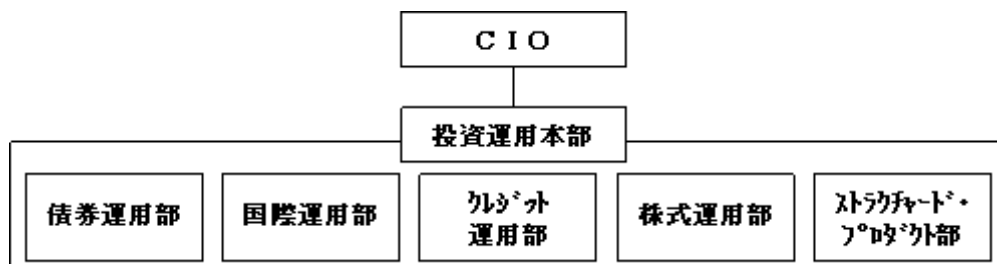 ＣＩＯ
投資運用本部
債券運用部
国際運用部
ｸﾚｼﾞｯﾄ
運用部
株式運用部
ｽﾄﾗｸﾁｬｰﾄﾞ・
ﾌﾟﾛﾀﾞｸﾄ部